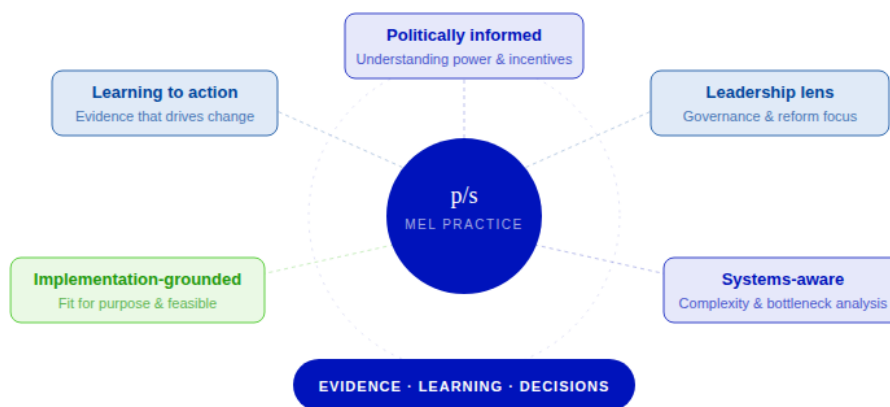 Politically informed
Understanding power & incentives
Learning to action
Evidence that drives change
Leadership lens
Governance & reform focus
p/s
MEL PRACTICE
Implementation-grounded
Fit for purpose & feasible
Systems-aware
Complexity & bottleneck analysis
EVIDENCE · LEARNING · DECISIONS